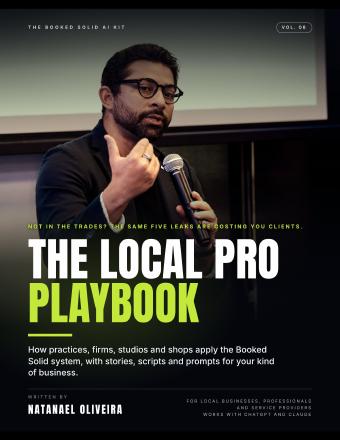 THE BOOKED SOLID AI KIT
VOL. 08
NOT IN THE TRADES? THE SAME FIVE LEAKS ARE COSTING YOU CLIENTS.
THE LOCAL PRO
PLAYBOOK
How practices, firms, studios and shops apply the Booked
Solid system, with stories, scripts and prompts for your kind
of business.
WRITTEN BY
NATANAEL OLIVEIRA
FOR LOCAL BUSINESSES, PROFESSIONALS
AND SERVICE PROVIDERS
WORKS WITH CHATGPT AND CLAUDE